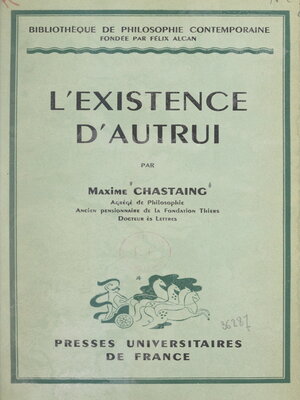 BIBLIOTHÈQUE DE PHILOSOPHIE CONTEMPORAINE
FONDÉE PAR FÉLIX ALCAN
L'EXISTENCE
D'AUTRUI
PAR
MAXIME CHASTAING
Agrégé de Philosophie
Ancien pensionnaire de la Fondation Thiers
Docteur ès Lettres
36227
PRESSES UNIVERSITAIRES
DE FRANCE